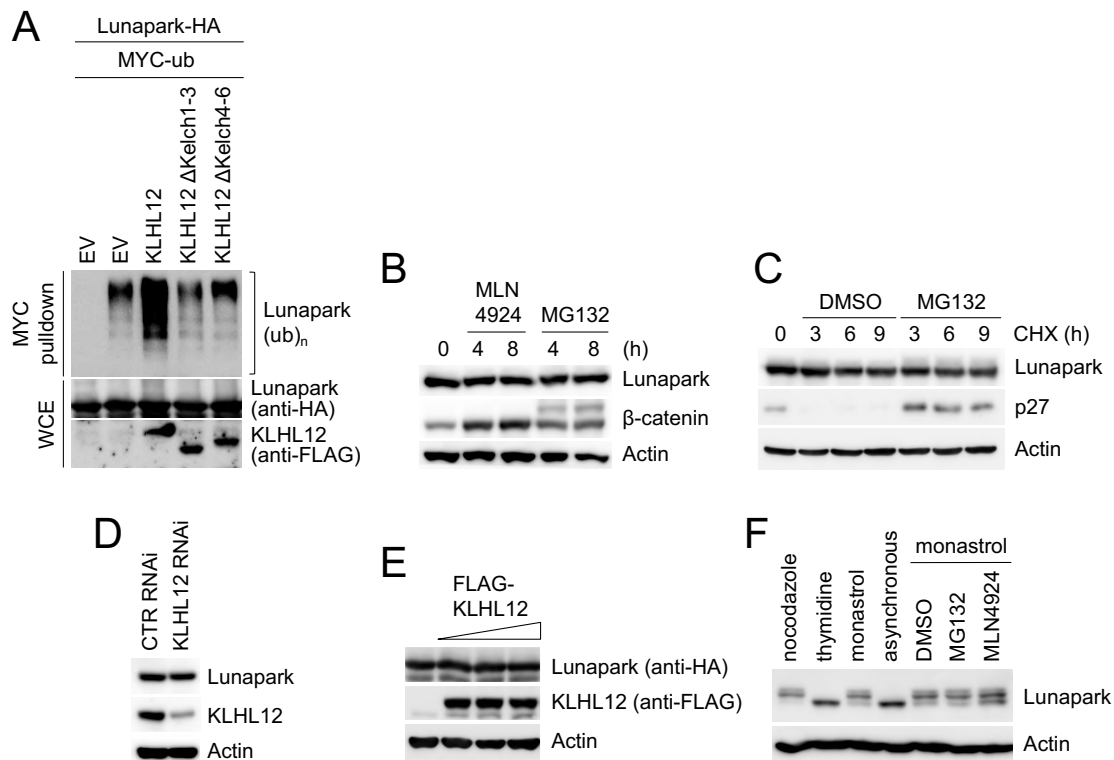 A
Lunapark-HA
MYC-ub
EV
EV
KLHL12
KLHL12 ΔKelch1-3
KLHL12 ΔKelch4-6
MYC
pulldown
Lunapark
(ub)n
WCE
Lunapark
(anti-HA)
KLHL12
(anti-FLAG)
B
MLN
4924
MG132
0 4 8 4 8 (h)
Lunapark
β-catenin
Actin
C
DMSO MG132
0 3 6 9 3 6 9 CHX (h)
Lunapark
p27
Actin
D
CTR RNAi
KLHL12 RNAi
Lunapark
KLHL12
Actin
E
FLAG-
KLHL12
Lunapark (anti-HA)
KLHL12 (anti-FLAG)
Actin
F
monastrol
nocodazole
thymidine
monastrol
asynchronous
DMSO
MG132
MLN4924
Lunapark
Actin